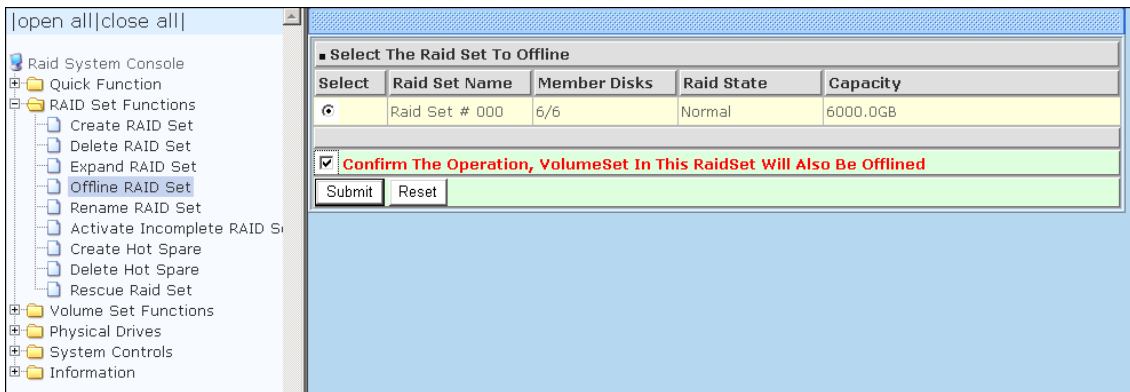 |open all|close all|
Raid System Console
Quick Function
RAID Set Functions
Create RAID Set
Delete RAID Set
Expand RAID Set
Offline RAID Set
Rename RAID Set
Activate Incomplete RAID S
Create Hot Spare
Delete Hot Spare
Rescue Raid Set
Volume Set Functions
Physical Drives
System Controls
Information
Select The Raid Set To Offline
Select Raid Set Name Member Disks Raid State Capacity
Raid Set # 000 6/6 Normal 6000.0GB
Confirm The Operation, VolumeSet In This RaidSet Will Also Be Offlined
Submit Reset